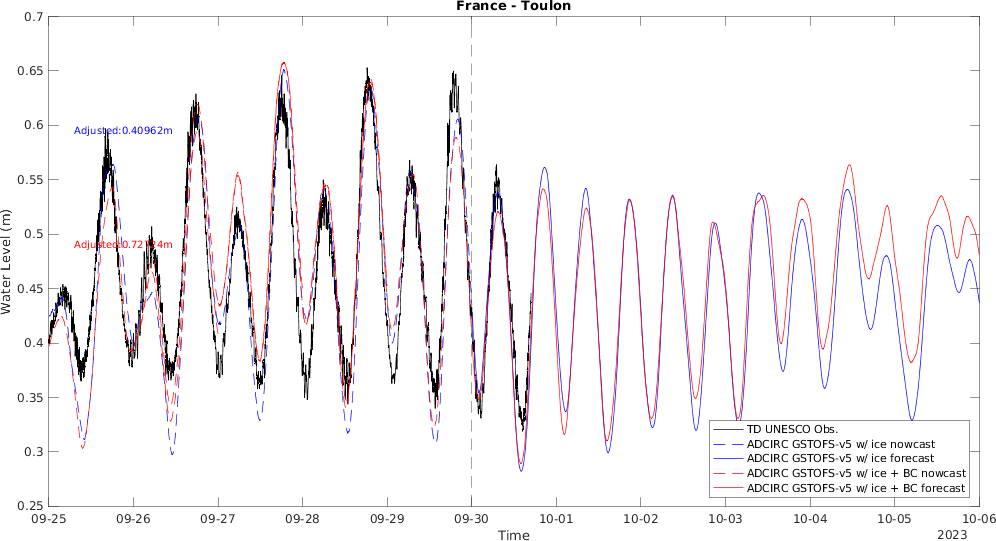 France - Toulon
0.7
0.65
0.6
0.55
0.5
0.45
0.4
0.35
0.3
0.25
Water Level (m)
Adjusted:0.40962m
09-25
09-26
09-27
09-28
09-29
09-30
10-01
10-02
10-03
10-04
10-05
10-06
Time
2023
TD UNESCO Obs.
ADCIRC GSTOFS-v5 w/ ice nowcast
ADCIRC GSTOFS-v5 w/ ice forecast
ADCIRC GSTOFS-v5 w/ ice + BC nowcast
ADCIRC GSTOFS-v5 w/ ice + BC forecast